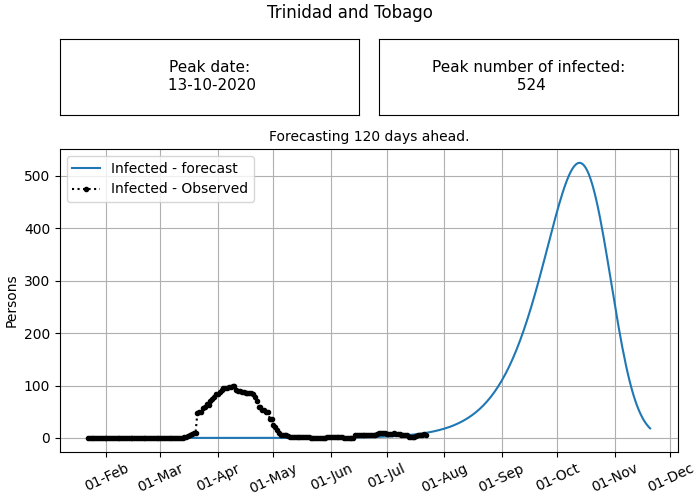 Trinidad and Tobago
Peak date:
13-10-2020
Peak number of infected:
524
Forecasting 120 days ahead.
Infected - forecast
Infected - Observed
500
400
300
200
100
0
Persons
01-Feb
01-Mar
01-Apr
01-May
01-Jun
01-Jul
01-Aug
01-Sep
01-Oct
01-Nov
01-Dec